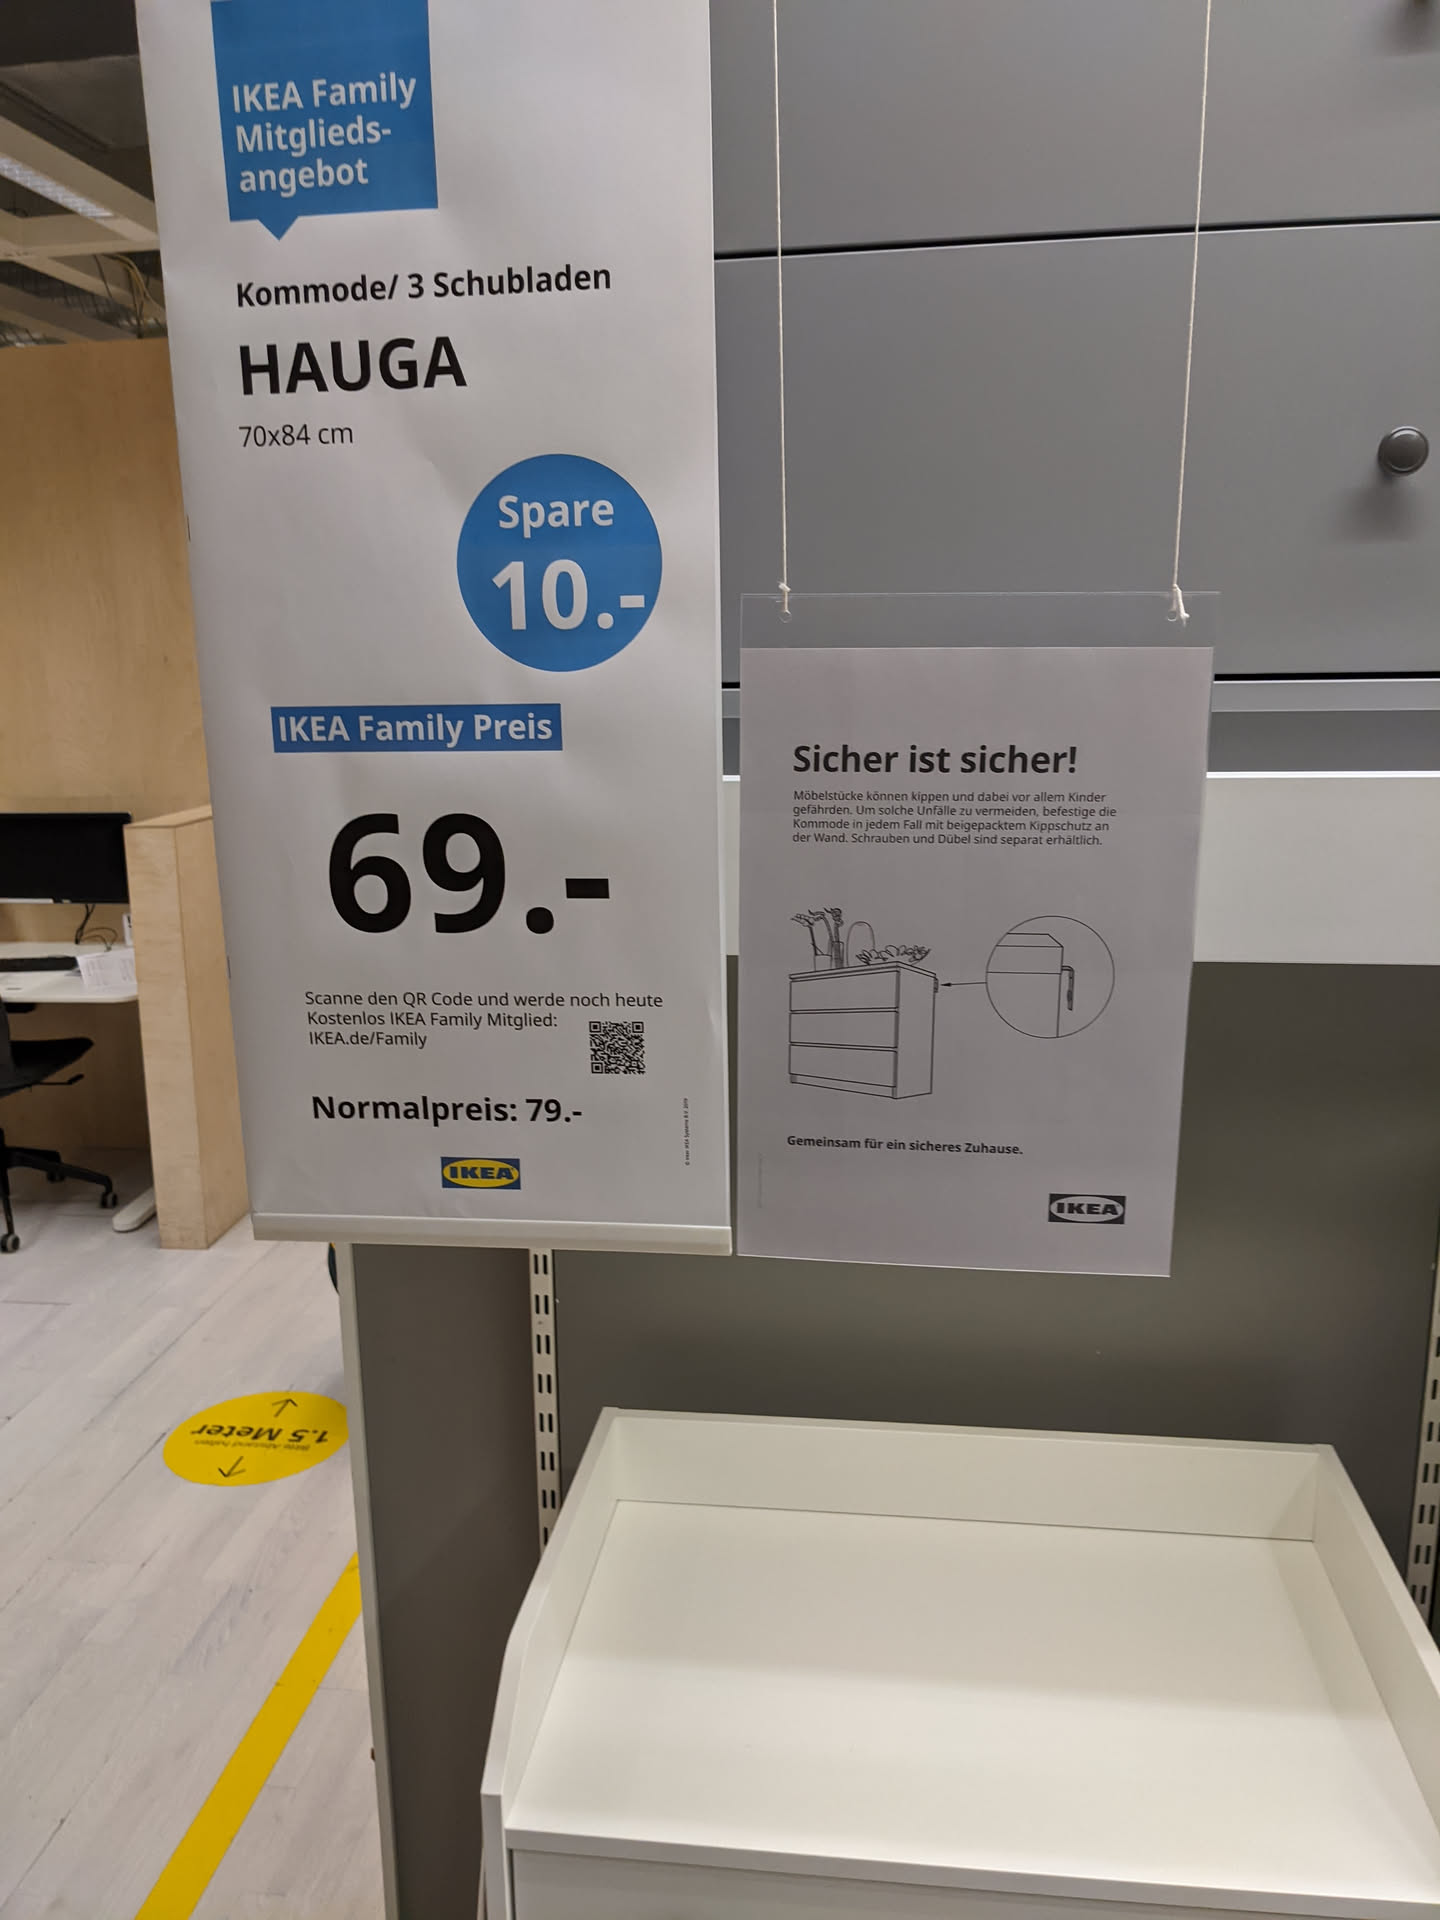 IKEA Family
Mitglieds-
angebot
Kommode/ 3 Schubladen
HAUGA
70x84 cm
Spare
10.-
IKEA Family Preis
69.-
Scanne den QR Code und werde noch heute
Kostenlos IKEA Family Mitglied:
IKEA.de/Family
Normalpreis: 79.-
IKEA
Sicher ist sicher!
Möbelstücke können kippen und dabei vor allem Kinder
gefährden. Um solche Unfälle zu vermeiden, befestige die
Kommode in jedem Fall mit beigepacktem Kippschutz an
der Wand. Schrauben und Dübel sind separat erhältlich.
Gemeinsam für ein sicheres Zuhause.
IKEA
Bitte Abstand halten
1.5 Meter